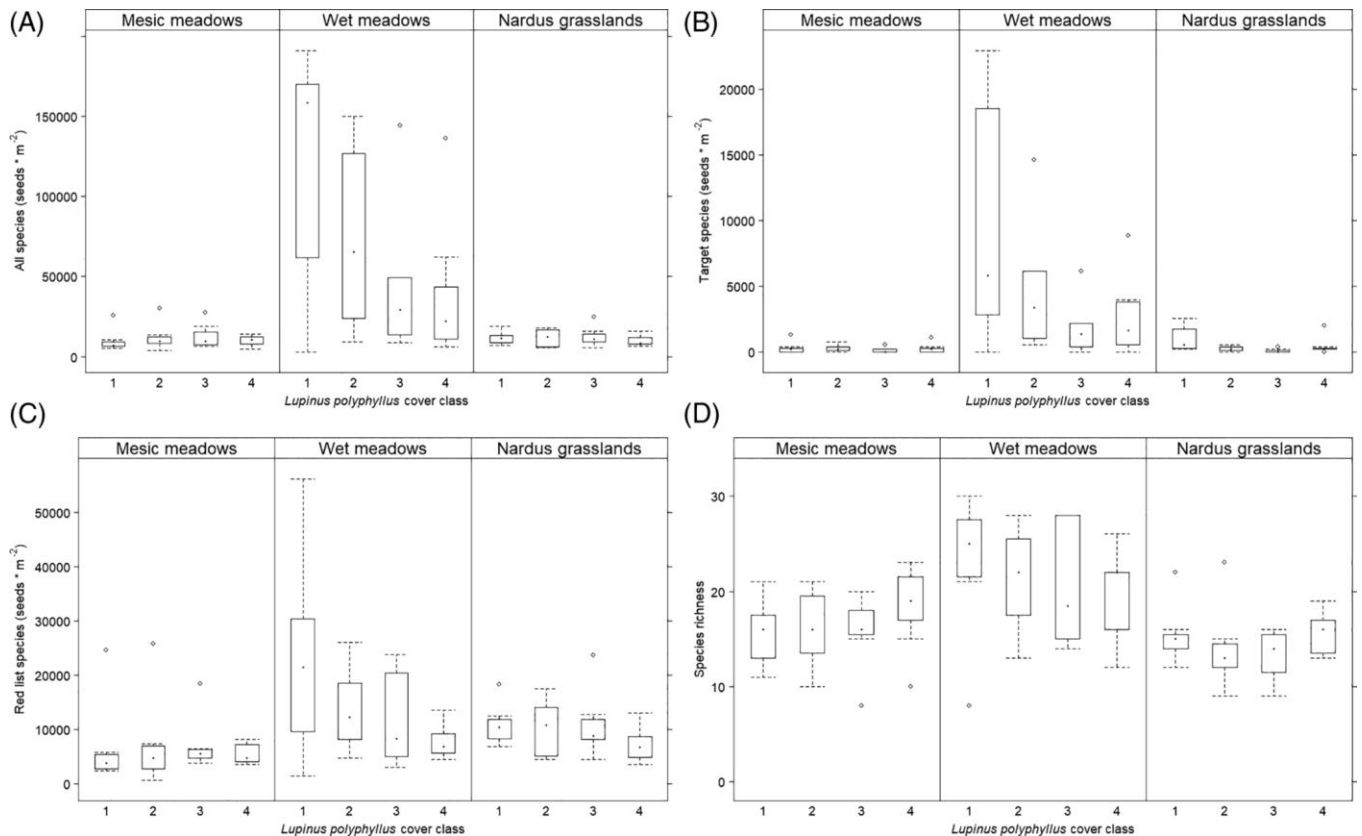 (A)
Mesic meadows
Wet meadows
Nardus grasslands
All species (seeds * m⁻²)
150000
100000
50000
0
1 2 3 4 1 2 3 4 1 2 3 4
Lupinus polyphyllus cover class
(B)
Mesic meadows
Wet meadows
Nardus grasslands
Target species (seeds * m⁻²)
20000
15000
10000
5000
0
1 2 3 4 1 2 3 4 1 2 3 4
Lupinus polyphyllus cover class
(C)
Mesic meadows
Wet meadows
Nardus grasslands
Red list species (seeds * m⁻²)
50000
40000
30000
20000
10000
0
1 2 3 4 1 2 3 4 1 2 3 4
Lupinus polyphyllus cover class
(D)
Mesic meadows
Wet meadows
Nardus grasslands
Species richness
30
20
10
0
1 2 3 4 1 2 3 4 1 2 3 4
Lupinus polyphyllus cover class